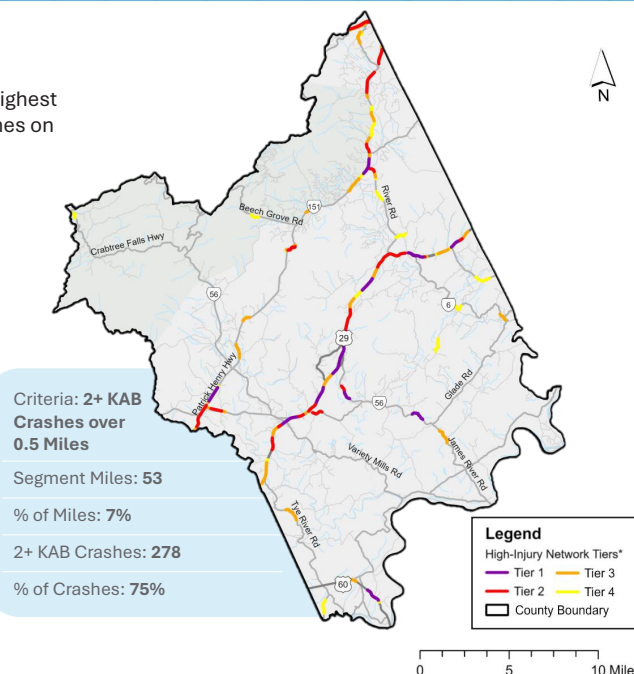 ighest
nes on
N
151
River Rd
Beech Grove Rd
Crabtree Falls Hwy
56
6
29
Patrick Henry Hwy
Glade Rd
56
James River Rd
Variety Mills Rd
Tye River Rd
60
Criteria: 2+ KAB
Crashes over
0.5 Miles
Segment Miles: 53
% of Miles: 7%
2+ KAB Crashes: 278
% of Crashes: 75%
Legend
High-Injury Network Tiers*
Tier 1 Tier 3
Tier 2 Tier 4
County Boundary
0 5 10 Mile